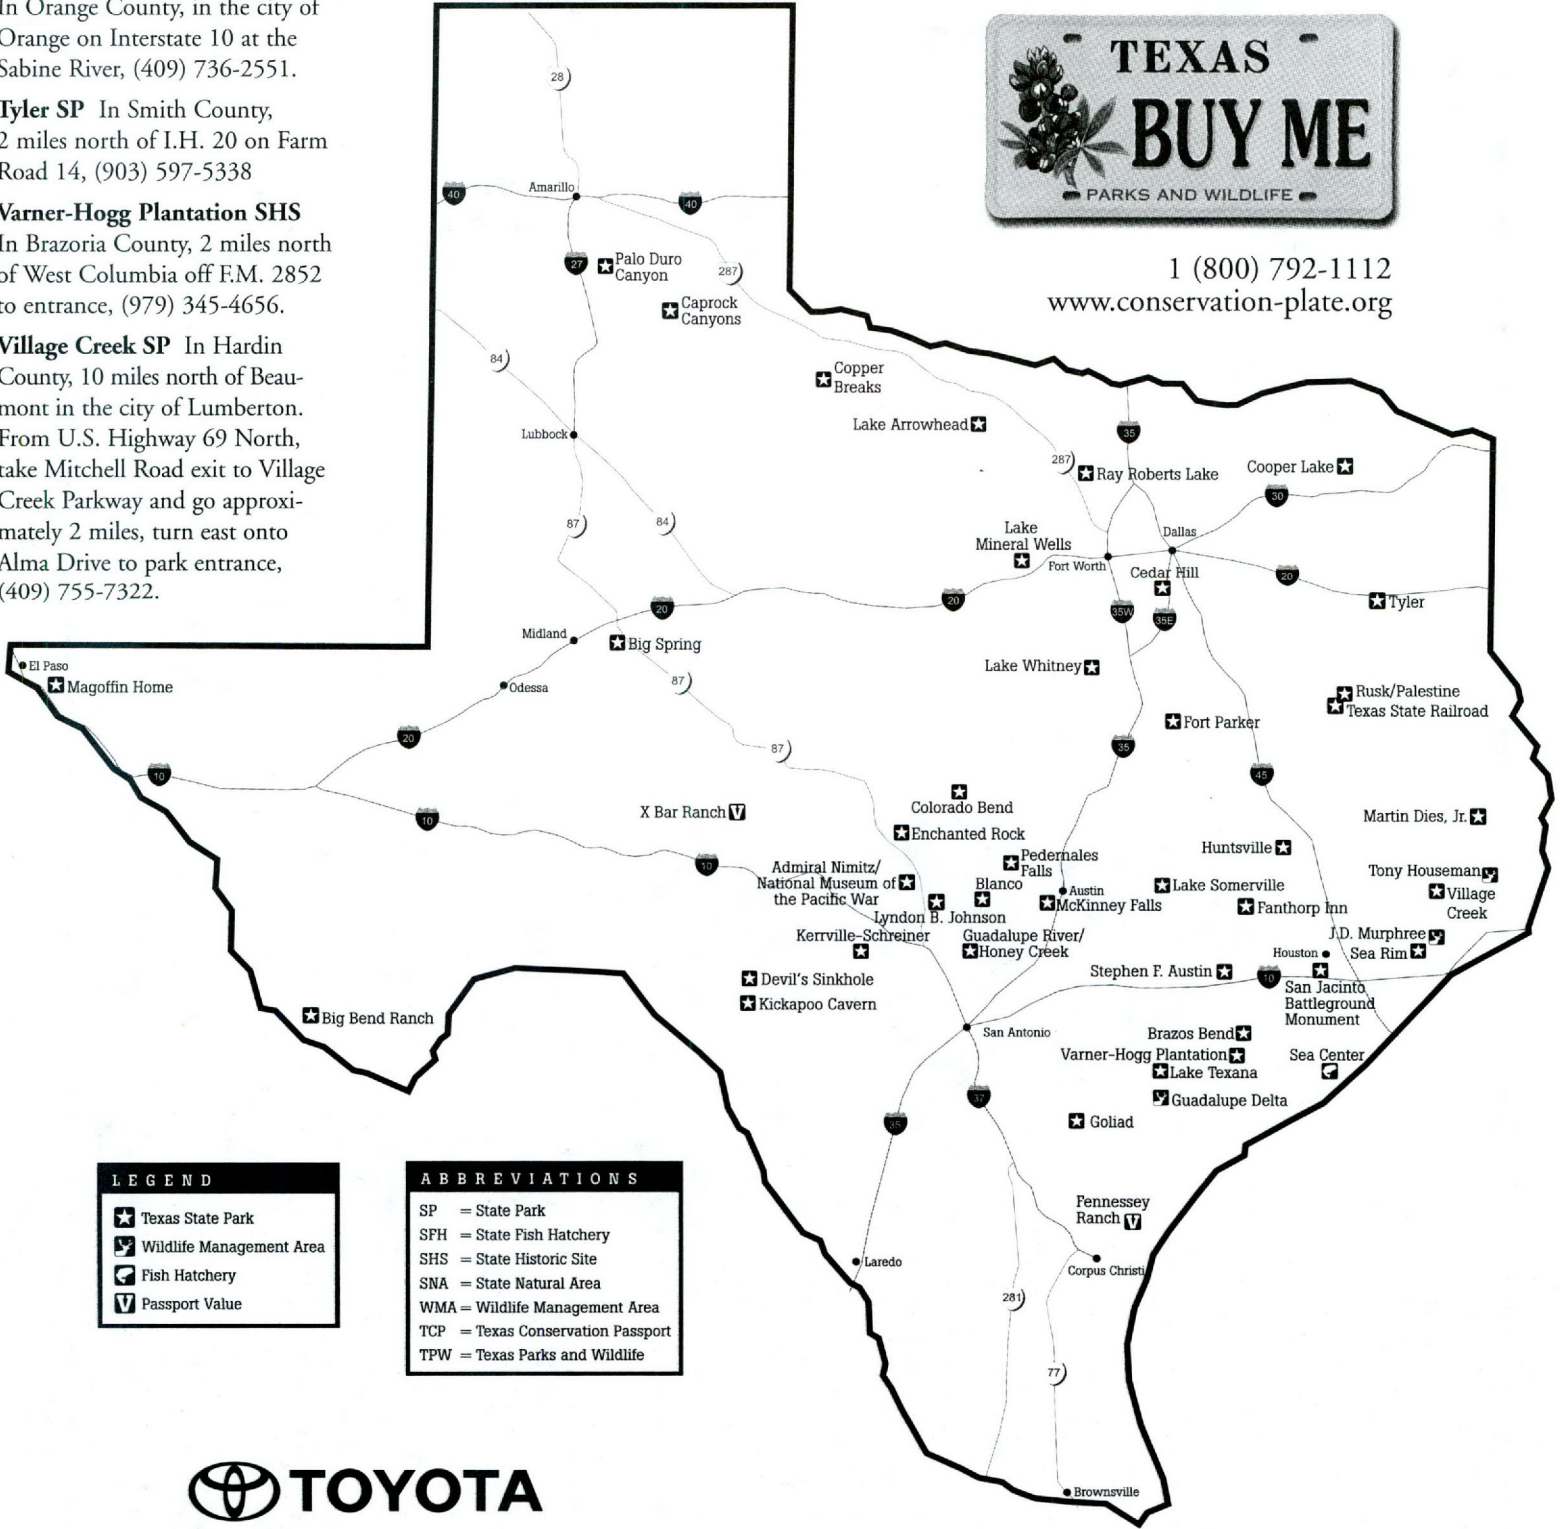 In Orange County, in the city of
Orange on Interstate 10 at the
Sabine River, (409) 736-2551.
Tyler SP In Smith County,
2 miles north of I.H. 20 on Farm
Road 14, (903) 597-5338
Varner-Hogg Plantation SHS
In Brazoria County, 2 miles north
of West Columbia off F.M. 2852
to entrance, (979) 345-4656.
Village Creek SP In Hardin
County, 10 miles north of Beau-
mont in the city of Lumberton.
From U.S. Highway 69 North,
take Mitchell Road exit to Village
Creek Parkway and go approxi-
mately 2 miles, turn east onto
Alma Drive to park entrance,
(409) 755-7322.
TEXAS
BUY ME
PARKS AND WILDLIFE
1 (800) 792-1112
www.conservation-plate.org
28
40
Amarillo
40
27
Palo Duro
Canyon
287
Caprock
Canyons
84
Copper
Breaks
Lake Arrowhead
35
Lubbock
287
Ray Roberts Lake
Cooper Lake
30
87
84
Lake
Mineral Wells
Dallas
Fort Worth
Cedar Hill
20
20
20
35W
35E
Tyler
Midland
Big Spring
El Paso
Magoffin Home
Odessa
87
Lake Whitney
Rusk/Palestine
Texas State Railroad
Fort Parker
20
87
35
10
45
10
X Bar Ranch
Colorado Bend
Martin Dies, Jr.
Enchanted Rock
Huntsville
10
Pedernales
Falls
Admiral Nimitz/
National Museum of
the Pacific War
Blanco
Austin
Lake Somerville
Tony Houseman
Village
Creek
McKinney Falls
Fanthorp Inn
Lyndon B. Johnson
Kerrville-Schreiner
Guadalupe River/
Honey Creek
J.D. Murphree
Sea Rim
Houston
Stephen F. Austin
10
Devil's Sinkhole
San Jacinto
Battleground
Monument
Kickapoo Cavern
Big Bend Ranch
San Antonio
Brazos Bend
Varner-Hogg Plantation
Sea Center
Lake Texana
37
Guadalupe Delta
35
Goliad
Fennessey
Ranch
Laredo
Corpus Christi
281
77
Brownsville
LEGEND
Texas State Park
Wildlife Management Area
Fish Hatchery
Passport Value
ABBREVIATIONS
SP = State Park
SFH = State Fish Hatchery
SHS = State Historic Site
SNA = State Natural Area
WMA = Wildlife Management Area
TCP = Texas Conservation Passport
TPW = Texas Parks and Wildlife
TOYOTA